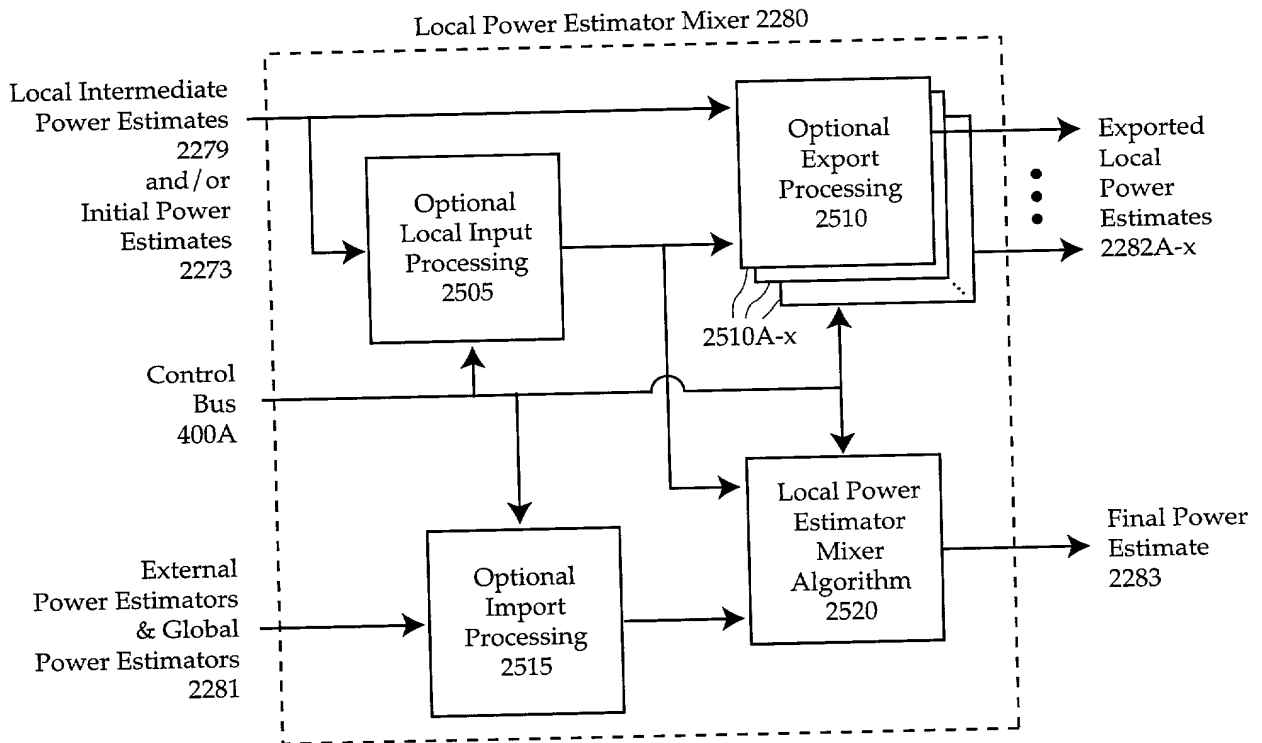 Local Power Estimator Mixer 2280
Local Intermediate
Power Estimates
2279
and/or
Initial Power
Estimates
2273
Optional
Local Input
Processing
2505
Optional
Export
Processing
2510
2510A-x
Exported
Local
Power
Estimates
2282A-x
Control
Bus
400A
External
Power Estimators
& Global
Power Estimators
2281
Optional
Import
Processing
2515
Local Power
Estimator
Mixer
Algorithm
2520
Final Power
Estimate
2283